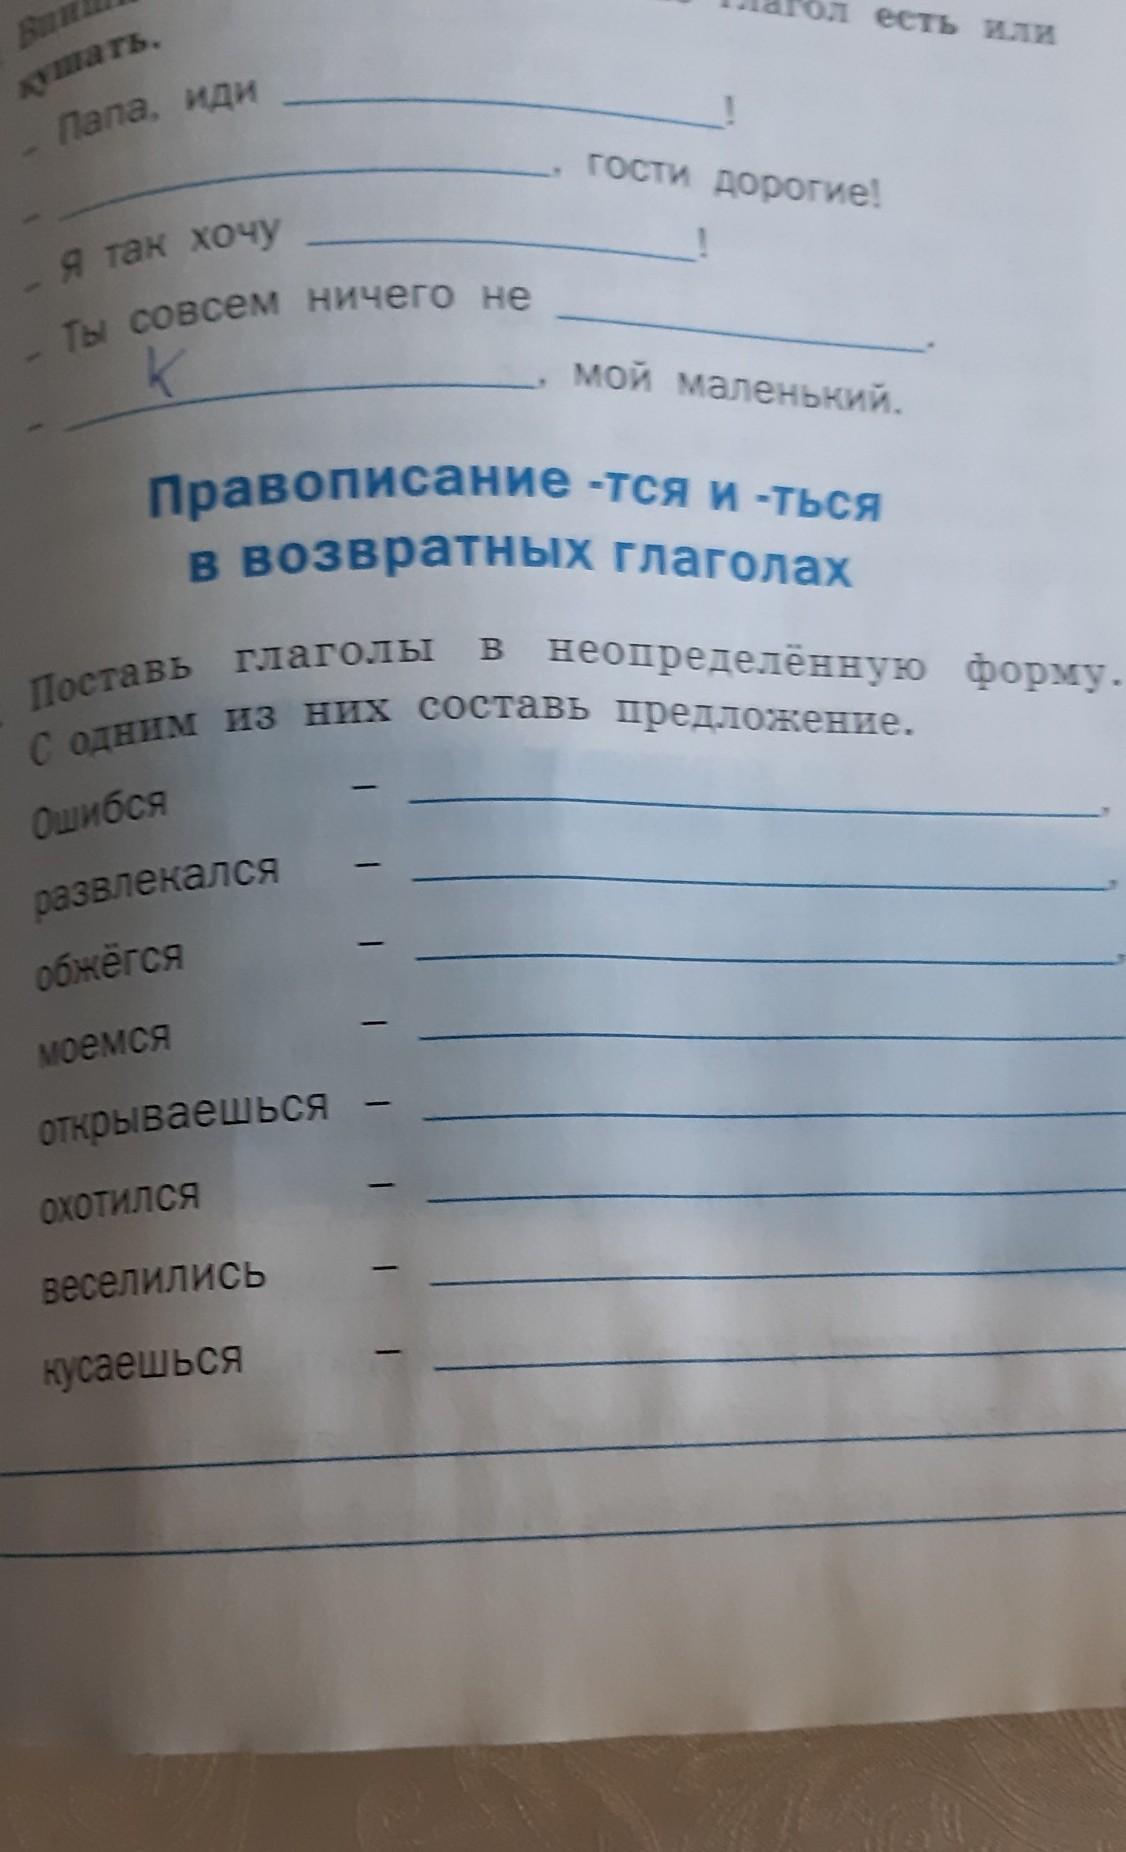 глагол есть или
кушать.
– Папа, иди !
– , гости дорогие!
– Я так хочу !
– Ты совсем ничего не .
– К , мой маленький.
Правописание -тся и -ться
в возвратных глаголах
Поставь глаголы в неопределённую форму.
С одним из них составь предложение.
Ошибся – ,
развлекался – ,
обжёгся – ,
моемся –
открываешься –
охотился –
веселились –
кусаешься –